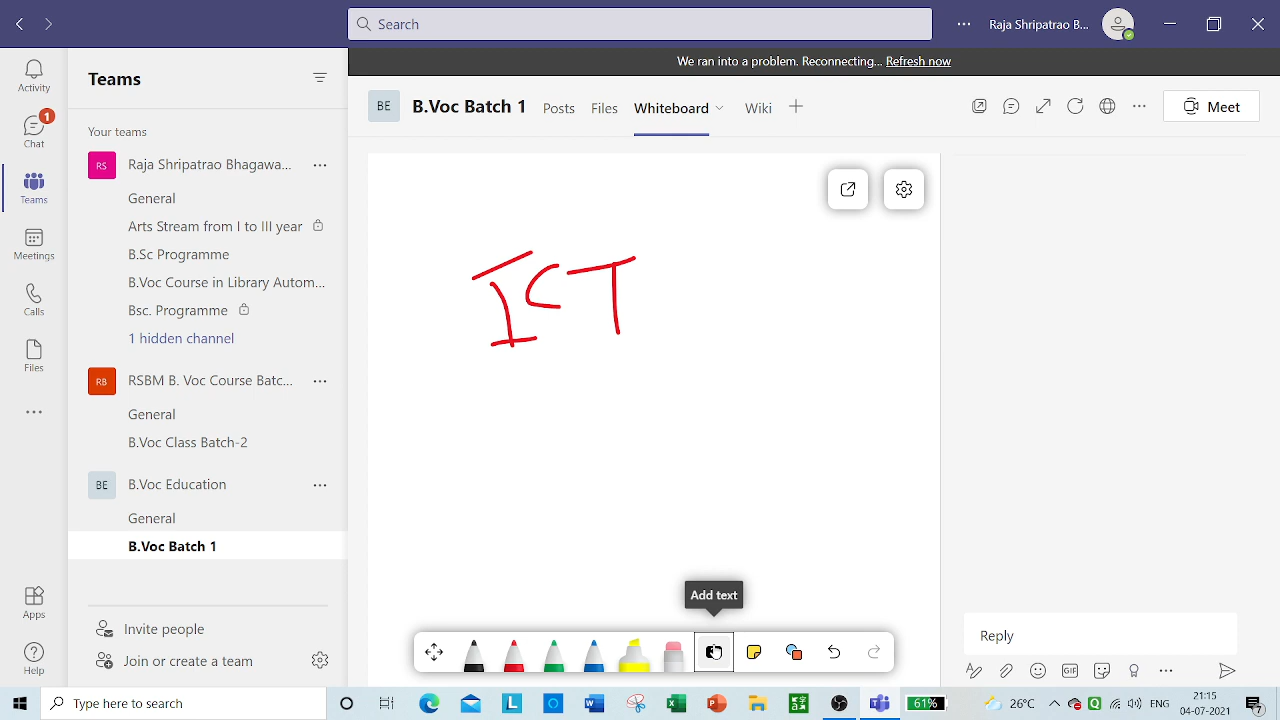 Search
Raja Shripatrao B...
We ran into a problem. Reconnecting... Refresh now
Activity
Chat
1
Teams
Meetings
Calls
Files
Apps
Help
Teams
Your teams
RS Raja Shripatrao Bhagawa...
General
Arts Stream from I to III year
B.Sc Programme
B.Voc Course in Library Autom...
Bsc. Programme
1 hidden channel
RB RSBM B. Voc Course Batc...
General
B.Voc Class Batch-2
BE B.Voc Education
General
B.Voc Batch 1
Invite people
Join or create a team
BE B.Voc Batch 1 Posts Files Whiteboard Wiki
Meet
ICT
Add text
Reply
GIF
Type here to search
L
W
X
P
61%
26°C
ENG
21:15
04-07-2021
7